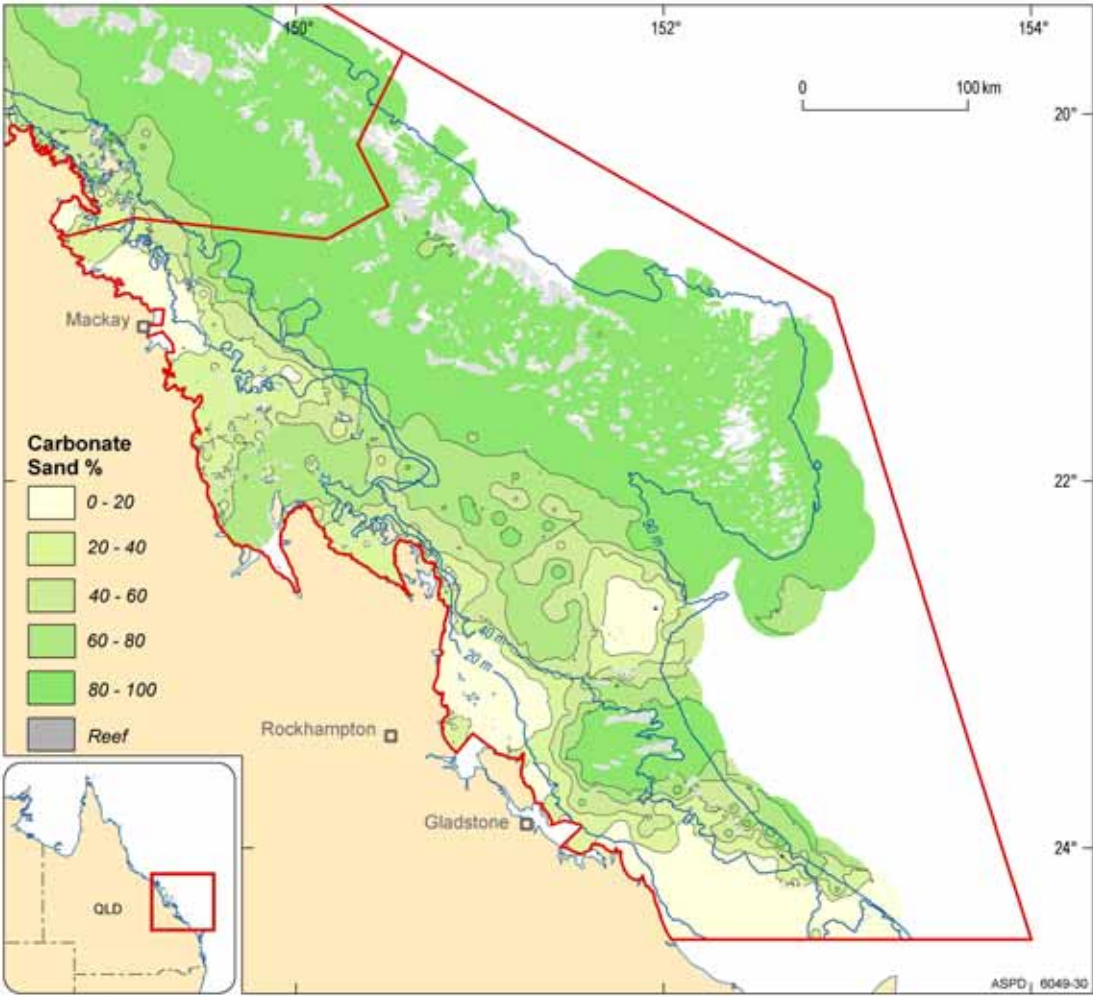 150°
152°
154°
0
100 km
20°
Mackay
Carbonate
Sand %
0 - 20
22°
20 - 40
40 - 60
60 m
60 - 80
40 m
20 m
80 - 100
Rockhampton
Reef
Gladstone
24°
QLD
ASPD 6049-30